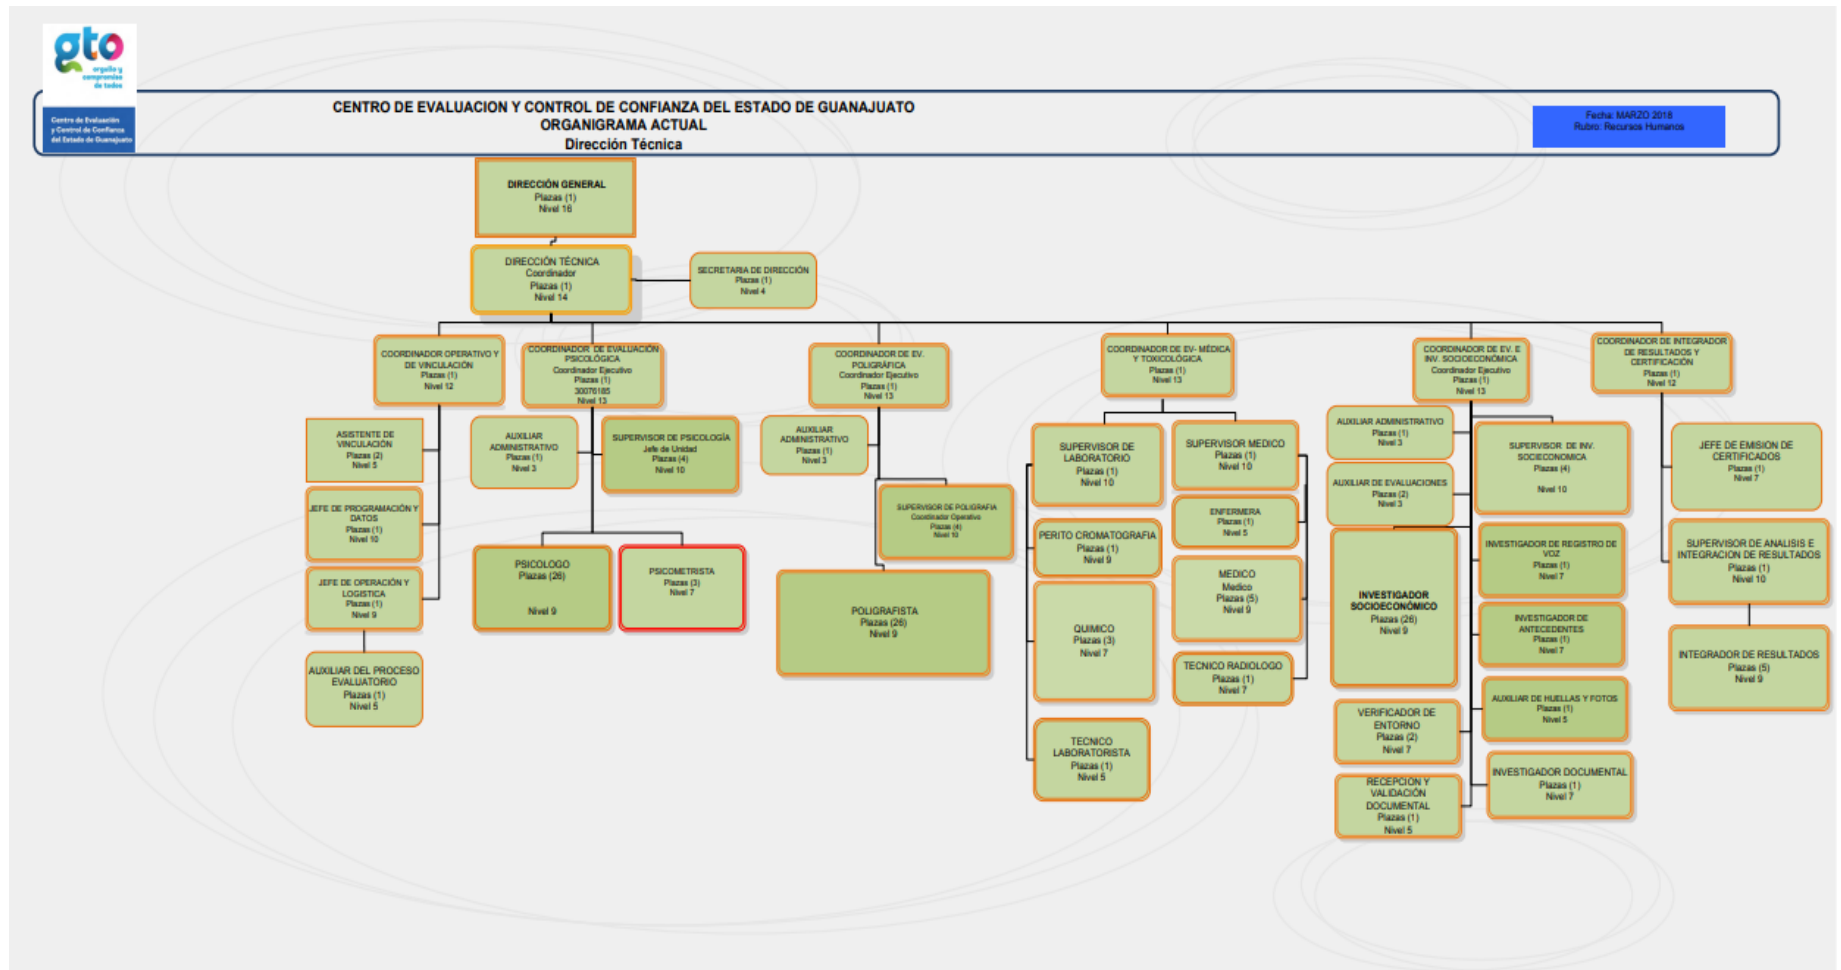 gto
orgullo y
compromiso
de todos
Centro de Evaluación
y Control de Confianza
del Estado de Guanajuato
CENTRO DE EVALUACION Y CONTROL DE CONFIANZA DEL ESTADO DE GUANAJUATO
ORGANIGRAMA ACTUAL
Dirección Técnica
Fecha: MARZO 2018
Rubro: Recursos Humanos
DIRECCIÓN GENERAL
Plazas (1)
Nivel 16
DIRECCIÓN TÉCNICA
Coordinador
Plazas (1)
Nivel 14
SECRETARIA DE DIRECCIÓN
Plazas (1)
Nivel 4
COORDINADOR OPERATIVO Y
DE VINCULACIÓN
Plazas (1)
Nivel 12
COORDINADOR DE EVALUACIÓN
PSICOLÓGICA
Coordinador Ejecutivo
Plazas (1)
30076185
Nivel 13
COORDINADOR DE EV.
POLIGRÁFICA
Coordinador Ejecutivo
Plazas (1)
Nivel 13
COORDINADOR DE EV- MÉDICA
Y TOXICOLÓGICA
Plazas (1)
Nivel 13
COORDINADOR DE EV. E
INV. SOCIOECONÓMICA
Coordinador Ejecutivo
Plazas (1)
Nivel 13
COORDINADOR DE INTEGRADOR
DE RESULTADOS Y
CERTIFICACIÓN
Plazas (1)
Nivel 12
ASISTENTE DE
VINCULACIÓN
Plazas (2)
Nivel 5
JEFE DE PROGRAMACIÓN Y
DATOS
Plazas (1)
Nivel 10
JEFE DE OPERACIÓN Y
LOGISTICA
Plazas (1)
Nivel 9
AUXILIAR DEL PROCESO
EVALUATORIO
Plazas (1)
Nivel 5
AUXILIAR
ADMINISTRATIVO
Plazas (1)
Nivel 3
SUPERVISOR DE PSICOLOGÍA
Jefe de Unidad
Plazas (4)
Nivel 10
PSICOLOGO
Plazas (26)
Nivel 9
PSICOMETRISTA
Plazas (3)
Nivel 7
AUXILIAR
ADMINISTRATIVO
Plazas (1)
Nivel 3
SUPERVISOR DE POLIGRAFIA
Coordinador Operativo
Plazas (4)
Nivel 10
POLIGRAFISTA
Plazas (26)
Nivel 9
SUPERVISOR DE
LABORATORIO
Plazas (1)
Nivel 10
PERITO CROMATOGRAFIA
Plazas (1)
Nivel 9
QUIMICO
Plazas (3)
Nivel 7
TECNICO
LABORATORISTA
Plazas (1)
Nivel 5
SUPERVISOR MEDICO
Plazas (1)
Nivel 10
ENFERMERA
Plazas (1)
Nivel 5
MEDICO
Medico
Plazas (5)
Nivel 9
TECNICO RADIOLOGO
Plazas (1)
Nivel 7
AUXILIAR ADMINISTRATIVO
Plazas (1)
Nivel 3
AUXILIAR DE EVALUACIONES
Plazas (2)
Nivel 3
INVESTIGADOR
SOCIOECONÓMICO
Plazas (26)
Nivel 9
VERIFICADOR DE
ENTORNO
Plazas (2)
Nivel 7
RECEPCION Y
VALIDACIÓN
DOCUMENTAL
Plazas (1)
Nivel 5
SUPERVISOR DE INV.
SOCIECONOMICA
Plazas (4)
Nivel 10
INVESTIGADOR DE REGISTRO DE
VOZ
Plazas (1)
Nivel 7
INVESTIGADOR DE
ANTECEDENTES
Plazas (1)
Nivel 7
AUXILIAR DE HUELLAS Y FOTOS
Plazas (1)
Nivel 5
INVESTIGADOR DOCUMENTAL
Plazas (1)
Nivel 7
JEFE DE EMISION DE
CERTIFICADOS
Plazas (1)
Nivel 7
SUPERVISOR DE ANALISIS E
INTEGRACION DE RESULTADOS
Plazas (1)
Nivel 10
INTEGRADOR DE RESULTADOS
Plazas (5)
Nivel 9